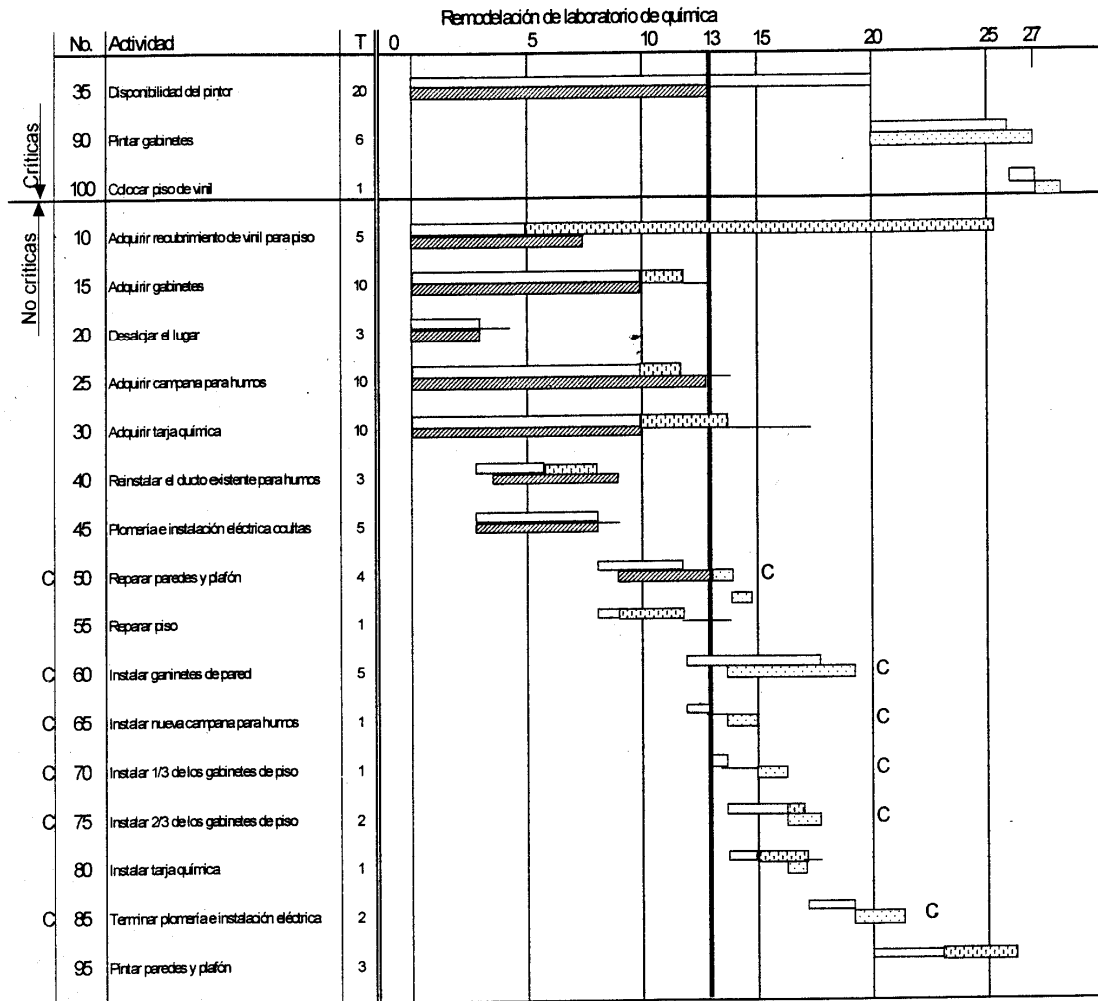 Remodelación de laboratorio de química
No. Actividad T 0 5 10 13 15 20 25 27
Críticas
35 Disponibilidad del pintor 20
90 Pintar gabinetes 6
100 Colocar piso de vinil 1
No críticas
10 Adquirir recubrimiento de vinil para piso 5
15 Adquirir gabinetes 10
20 Desalojar el lugar 3
25 Adquirir campana para humos 10
30 Adquirir tarja química 10
40 Reinstalar el ducto existente para humos 3
45 Plomería e instalación eléctrica ocultas 5
C 50 Reparar paredes y plafón 4 C
55 Reparar piso 1
C 60 Instalar ganinetes de pared 5 C
C 65 Instalar nueva campana para humos 1 C
C 70 Instalar 1/3 de los gabinetes de piso 1 C
C 75 Instalar 2/3 de los gabinetes de piso 2 C
80 Instalar tarja química 1
C 85 Terminar plomería e instalación eléctrica 2 C
95 Pintar paredes y plafón 3